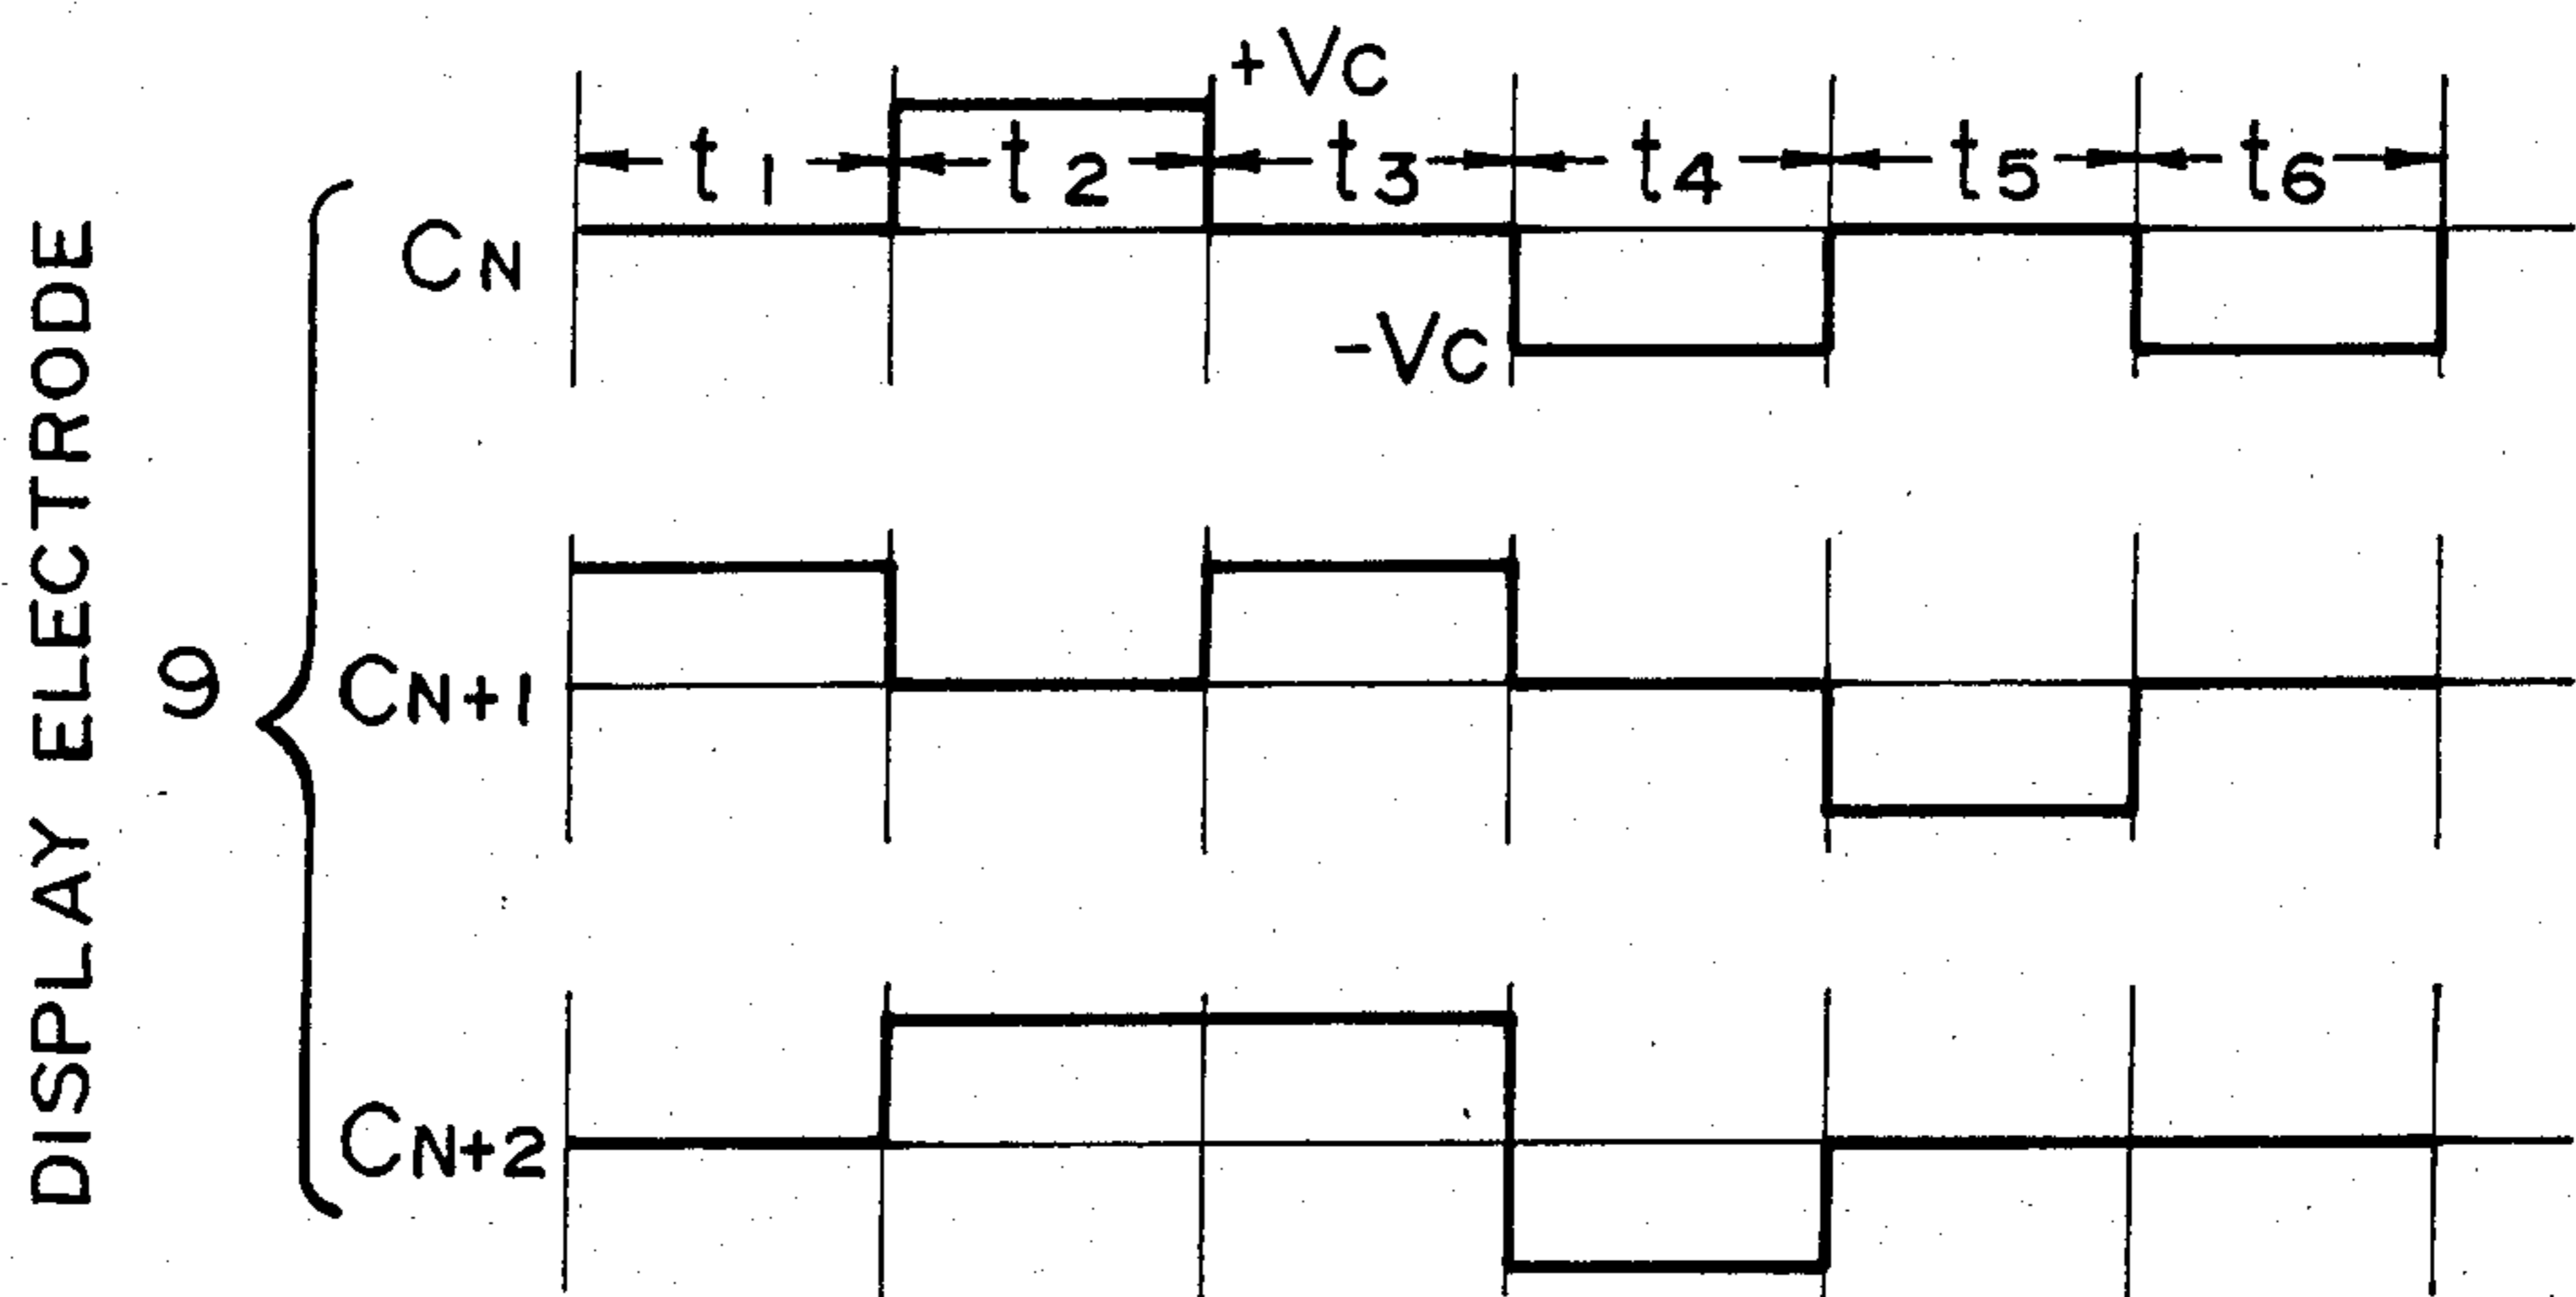 DISPLAY ELECTRODE
9
+VC
t1 t2 t3 t4 t5 t6
CN
-VC
CN+1
CN+2